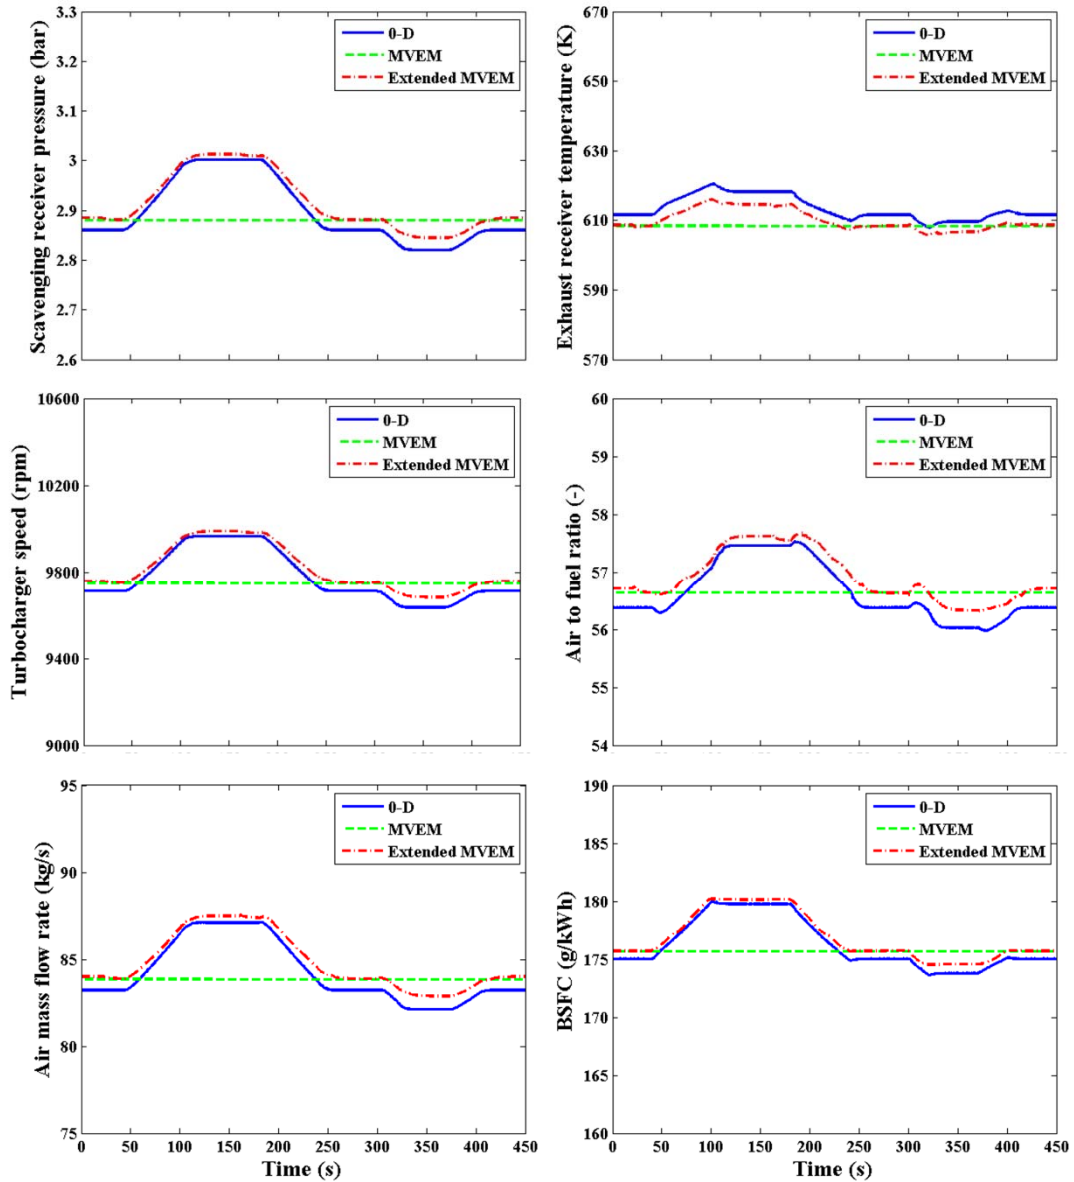 3.3
3.2
3.1
3
2.9
2.8
2.7
2.6
Scavenging receiver pressure (bar)
0-D
MVEM
Extended MVEM
670
650
630
610
590
570
Exhaust receiver temperature (K)
0-D
MVEM
Extended MVEM
10600
10200
9800
9400
9000
Turbocharger speed (rpm)
0-D
MVEM
Extended MVEM
60
59
58
57
56
55
54
Air to fuel ratio (-)
0-D
MVEM
Extended MVEM
95
90
85
80
75
Air mass flow rate (kg/s)
0-D
MVEM
Extended MVEM
0 50 100 150 200 250 300 350 400 450
Time (s)
190
185
180
175
170
165
160
BSFC (g/kWh)
0-D
MVEM
Extended MVEM
0 50 100 150 200 250 300 350 400 450
Time (s)